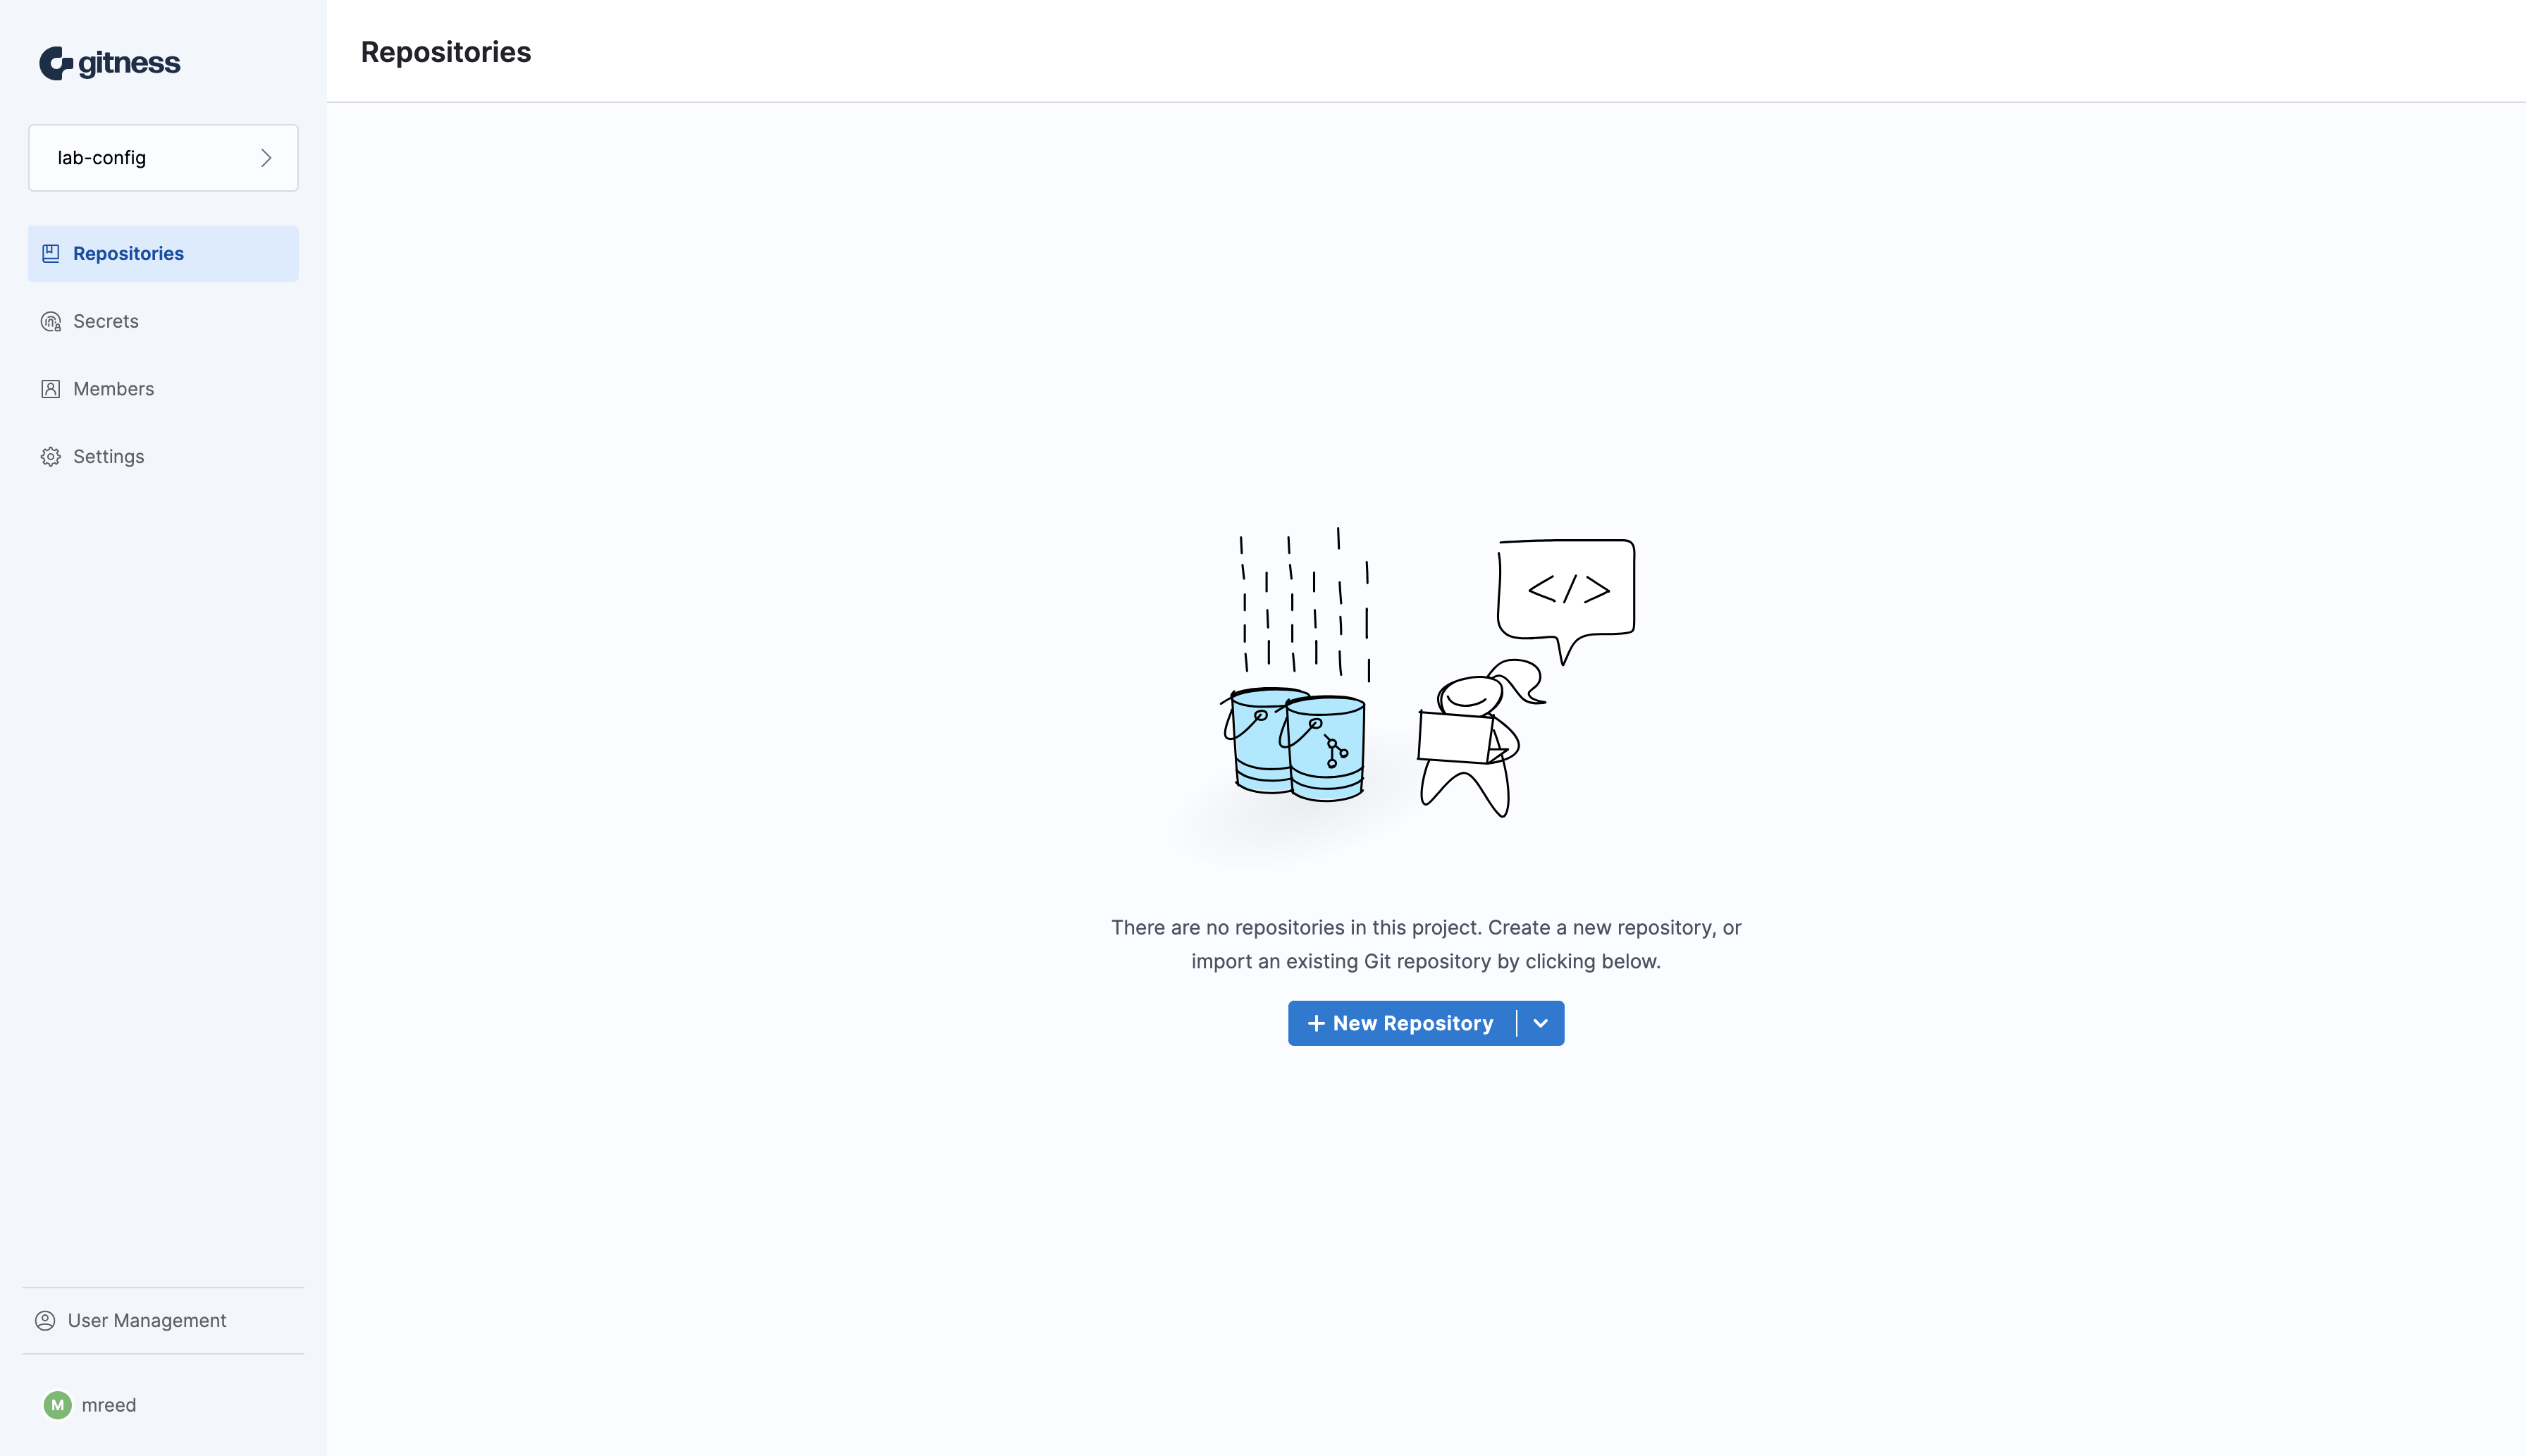 gitness
Repositories
lab-config
Repositories
Secrets
Members
Settings
</>
There are no repositories in this project. Create a new repository, or
import an existing Git repository by clicking below.
+ New Repository
User Management
M mreed